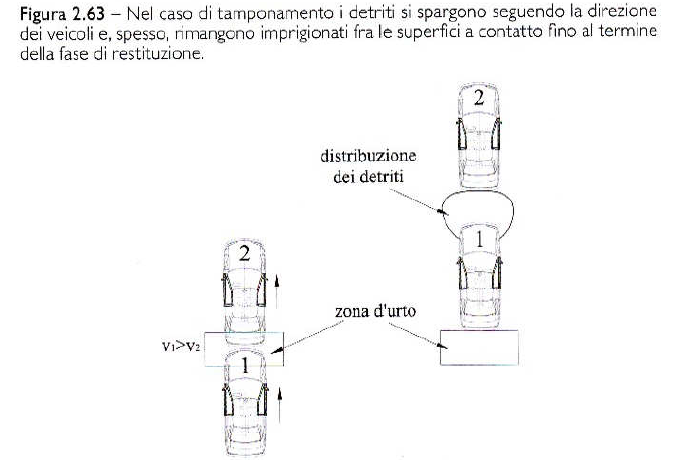 Figura 2.63 – Nel caso di tamponamento i detriti si spargono seguendo la direzione
dei veicoli e, spesso, rimangono imprigionati fra le superfici a contatto fino al termine
della fase di restituzione.
2
distribuzione
dei detriti
1
2
zona d'urto
v1>v2
1